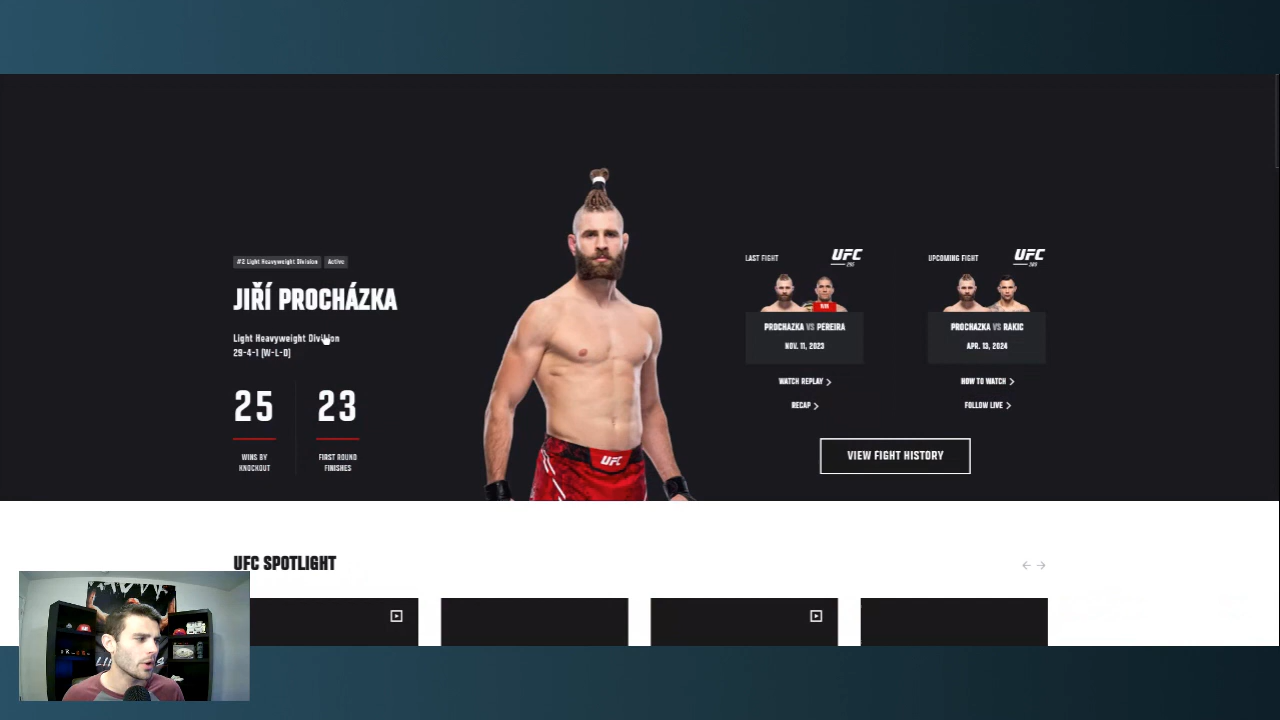 #2 Light Heavyweight Division
Active
JIŘÍ PROCHÁZKA
Light Heavyweight Division
29-4-1 (W-L-D)
25
WINS BY
KNOCKOUT
23
FIRST ROUND
FINISHES
UFC
LAST FIGHT
UFC
PROCHAZKA VS PEREIRA
NOV. 11, 2023
WATCH REPLAY
RECAP
UPCOMING FIGHT
UFC
PROCHAZKA VS RAKIC
APR. 13, 2024
HOW TO WATCH
FOLLOW LIVE
VIEW FIGHT HISTORY
UFC SPOTLIGHT